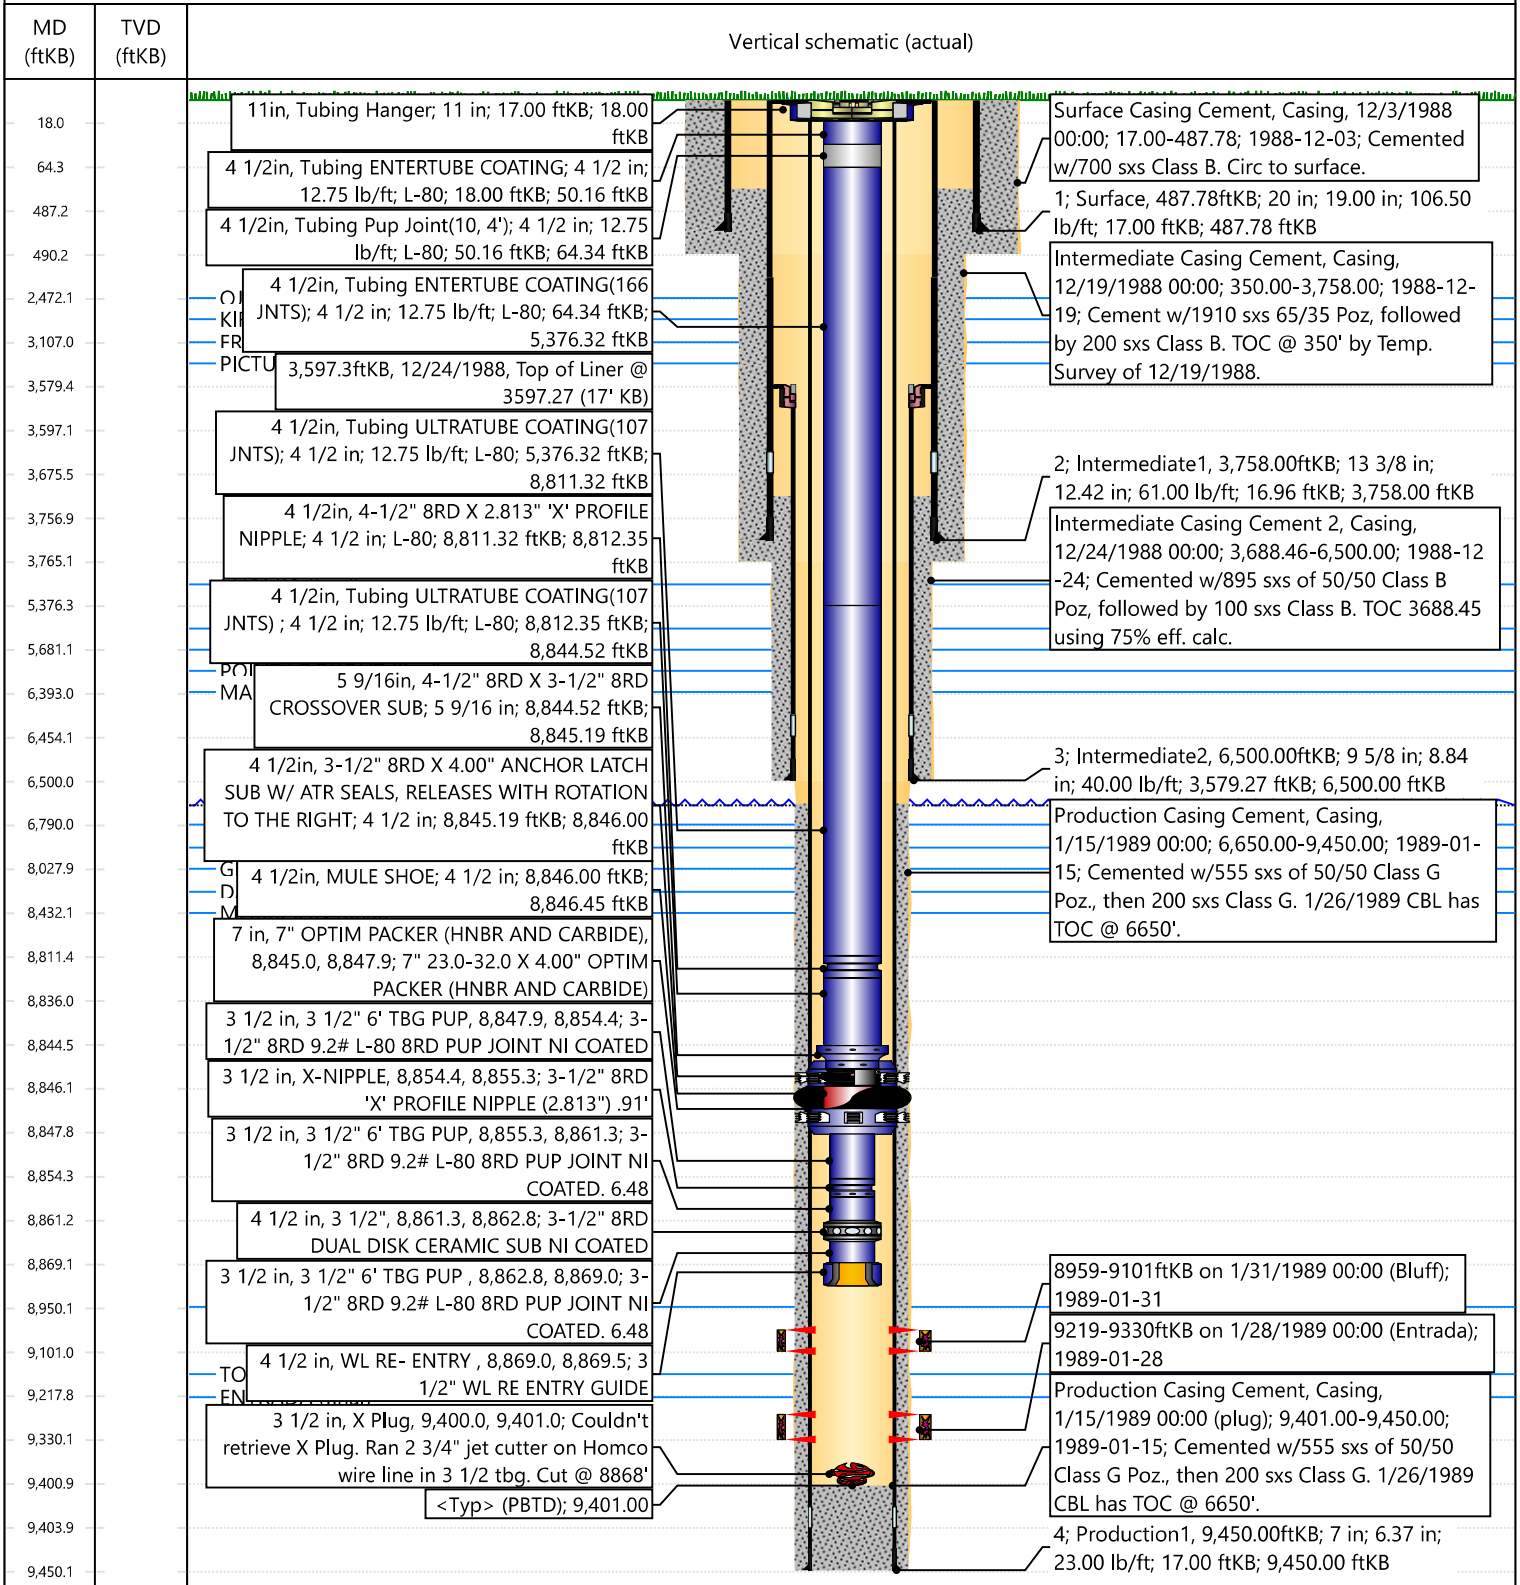 MD
(ftKB)
TVD
(ftKB)
Vertical schematic (actual)
18.0
64.3
487.2
490.2
2,472.1
3,107.0
3,579.4
3,597.1
3,675.5
3,756.9
3,765.1
5,376.3
5,681.1
6,393.0
6,454.1
6,500.0
6,790.0
8,027.9
8,432.1
8,811.4
8,836.0
8,844.5
8,846.1
8,847.8
8,854.3
8,861.2
8,869.1
8,950.1
9,101.0
9,217.8
9,330.1
9,400.9
9,403.9
9,450.1
KI
FR
PICTU
MA
G
D
TO
11in, Tubing Hanger; 11 in; 17.00 ftKB; 18.00
ftKB
4 1/2in, Tubing ENTERTUBE COATING; 4 1/2 in;
12.75 lb/ft; L-80; 18.00 ftKB; 50.16 ftKB
4 1/2in, Tubing Pup Joint(10, 4'); 4 1/2 in; 12.75
lb/ft; L-80; 50.16 ftKB; 64.34 ftKB
4 1/2in, Tubing ENTERTUBE COATING(166
JNTS); 4 1/2 in; 12.75 lb/ft; L-80; 64.34 ftKB;
5,376.32 ftKB
3,597.3ftKB, 12/24/1988, Top of Liner @
3597.27 (17' KB)
4 1/2in, Tubing ULTRATUBE COATING(107
JNTS); 4 1/2 in; 12.75 lb/ft; L-80; 5,376.32 ftKB;
8,811.32 ftKB
4 1/2in, 4-1/2" 8RD X 2.813" 'X' PROFILE
NIPPLE; 4 1/2 in; L-80; 8,811.32 ftKB; 8,812.35
ftKB
4 1/2in, Tubing ULTRATUBE COATING(107
JNTS) ; 4 1/2 in; 12.75 lb/ft; L-80; 8,812.35 ftKB;
8,844.52 ftKB
5 9/16in, 4-1/2" 8RD X 3-1/2" 8RD
CROSSOVER SUB; 5 9/16 in; 8,844.52 ftKB;
8,845.19 ftKB
4 1/2in, 3-1/2" 8RD X 4.00" ANCHOR LATCH
SUB W/ ATR SEALS, RELEASES WITH ROTATION
TO THE RIGHT; 4 1/2 in; 8,845.19 ftKB; 8,846.00
ftKB
4 1/2in, MULE SHOE; 4 1/2 in; 8,846.00 ftKB;
8,846.45 ftKB
7 in, 7" OPTIM PACKER (HNBR AND CARBIDE),
8,845.0, 8,847.9; 7" 23.0-32.0 X 4.00" OPTIM
PACKER (HNBR AND CARBIDE)
3 1/2 in, 3 1/2" 6' TBG PUP, 8,847.9, 8,854.4; 3-
1/2" 8RD 9.2# L-80 8RD PUP JOINT NI COATED
3 1/2 in, X-NIPPLE, 8,854.4, 8,855.3; 3-1/2" 8RD
'X' PROFILE NIPPLE (2.813") .91'
3 1/2 in, 3 1/2" 6' TBG PUP, 8,855.3, 8,861.3; 3-
1/2" 8RD 9.2# L-80 8RD PUP JOINT NI
COATED. 6.48
4 1/2 in, 3 1/2", 8,861.3, 8,862.8; 3-1/2" 8RD
DUAL DISK CERAMIC SUB NI COATED
3 1/2 in, 3 1/2" 6' TBG PUP , 8,862.8, 8,869.0; 3-
1/2" 8RD 9.2# L-80 8RD PUP JOINT NI
COATED. 6.48
4 1/2 in, WL RE- ENTRY , 8,869.0, 8,869.5; 3
1/2" WL RE ENTRY GUIDE
3 1/2 in, X Plug, 9,400.0, 9,401.0; Couldn't
retrieve X Plug. Ran 2 3/4" jet cutter on Homco
wire line in 3 1/2 tbg. Cut @ 8868'
<Typ> (PBTD); 9,401.00
Surface Casing Cement, Casing, 12/3/1988
00:00; 17.00-487.78; 1988-12-03; Cemented
w/700 sxs Class B. Circ to surface.
1; Surface, 487.78ftKB; 20 in; 19.00 in; 106.50
lb/ft; 17.00 ftKB; 487.78 ftKB
Intermediate Casing Cement, Casing,
12/19/1988 00:00; 350.00-3,758.00; 1988-12-
19; Cement w/1910 sxs 65/35 Poz, followed
by 200 sxs Class B. TOC @ 350' by Temp.
Survey of 12/19/1988.
2; Intermediate1, 3,758.00ftKB; 13 3/8 in;
12.42 in; 61.00 lb/ft; 16.96 ftKB; 3,758.00 ftKB
Intermediate Casing Cement 2, Casing,
12/24/1988 00:00; 3,688.46-6,500.00; 1988-12
-24; Cemented w/895 sxs of 50/50 Class B
Poz, followed by 100 sxs Class B. TOC 3688.45
using 75% eff. calc.
3; Intermediate2, 6,500.00ftKB; 9 5/8 in; 8.84
in; 40.00 lb/ft; 3,579.27 ftKB; 6,500.00 ftKB
Production Casing Cement, Casing,
1/15/1989 00:00; 6,650.00-9,450.00; 1989-01-
15; Cemented w/555 sxs of 50/50 Class G
Poz., then 200 sxs Class G. 1/26/1989 CBL has
TOC @ 6650'.
8959-9101ftKB on 1/31/1989 00:00 (Bluff);
1989-01-31
9219-9330ftKB on 1/28/1989 00:00 (Entrada);
1989-01-28
Production Casing Cement, Casing,
1/15/1989 00:00 (plug); 9,401.00-9,450.00;
1989-01-15; Cemented w/555 sxs of 50/50
Class G Poz., then 200 sxs Class G. 1/26/1989
CBL has TOC @ 6650'.
4; Production1, 9,450.00ftKB; 7 in; 6.37 in;
23.00 lb/ft; 17.00 ftKB; 9,450.00 ftKB